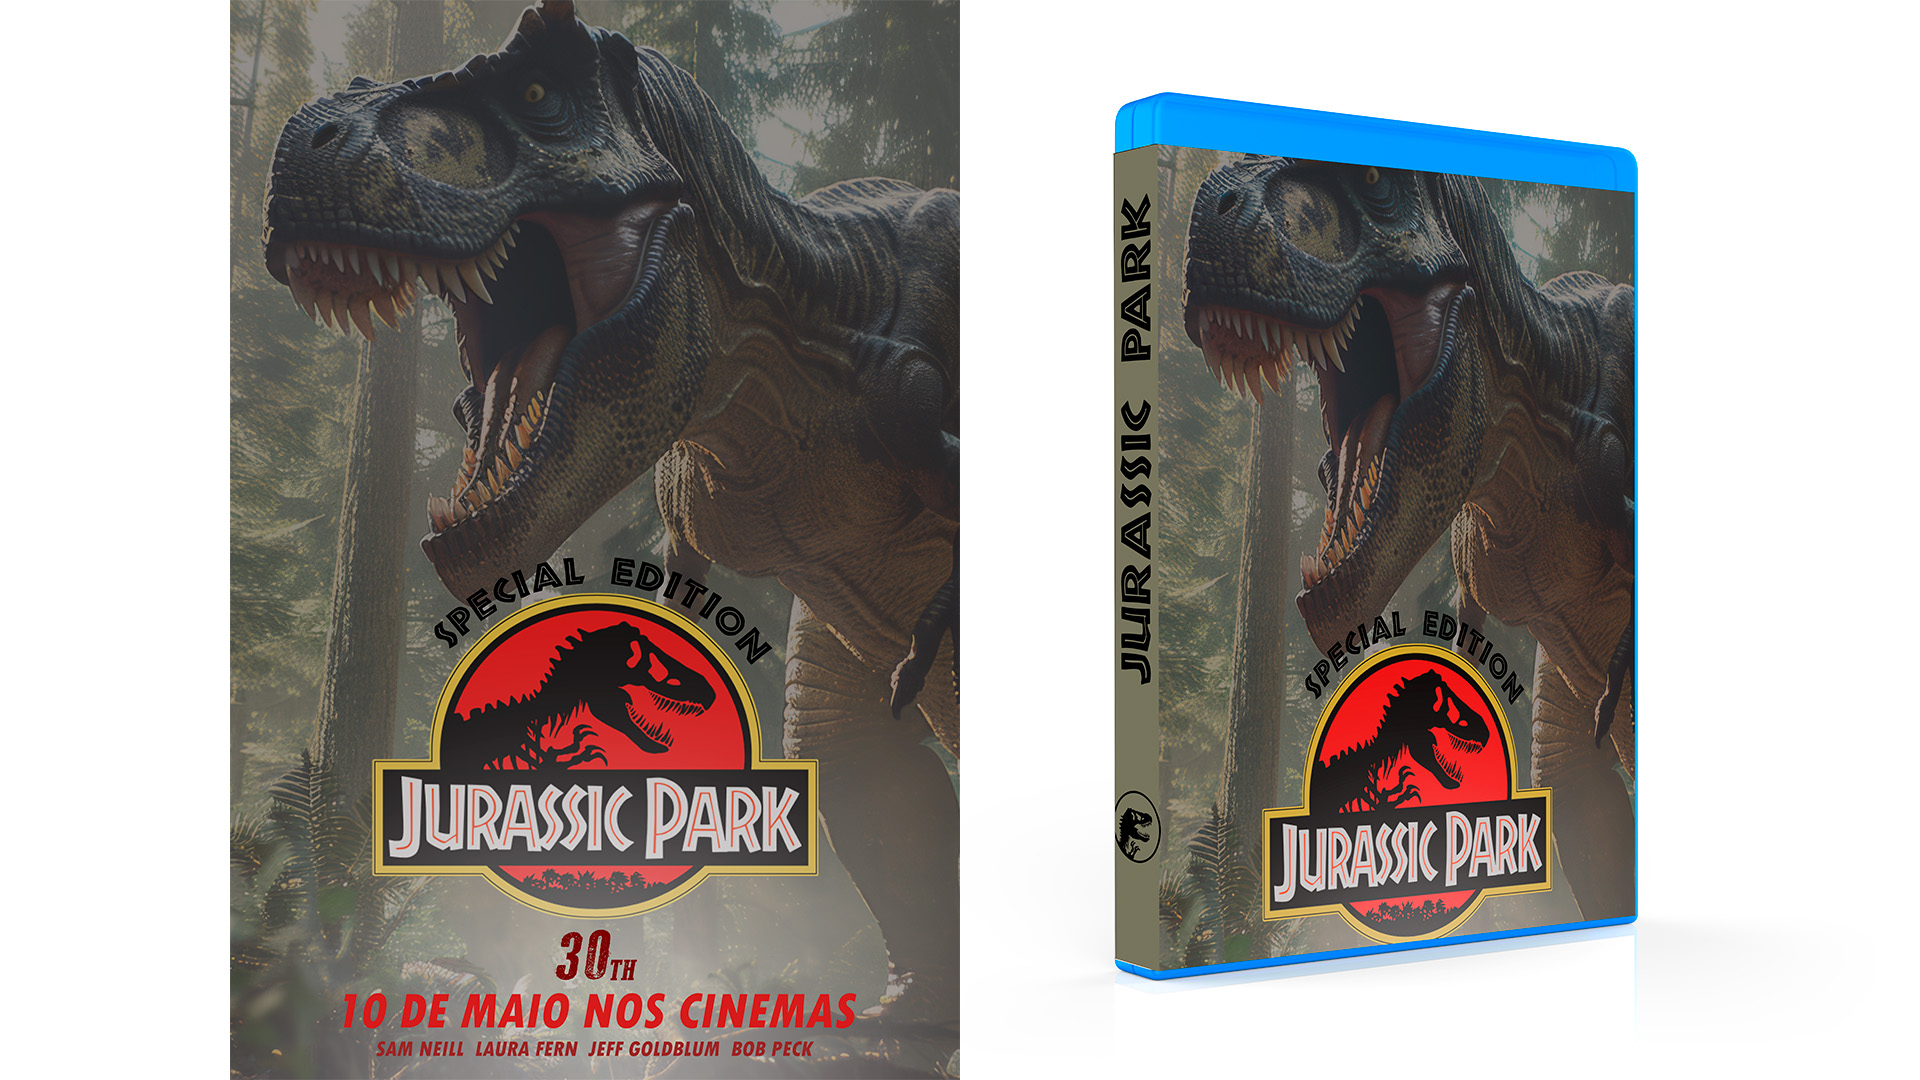 SPECIAL EDITION
JURASSIC PARK
30TH
10 DE MAIO NOS CINEMAS
SAM NEILL LAURA FERN JEFF GOLDBLUM BOB PECK
JURASSIC PARK
SPECIAL EDITION
JURASSIC PARK